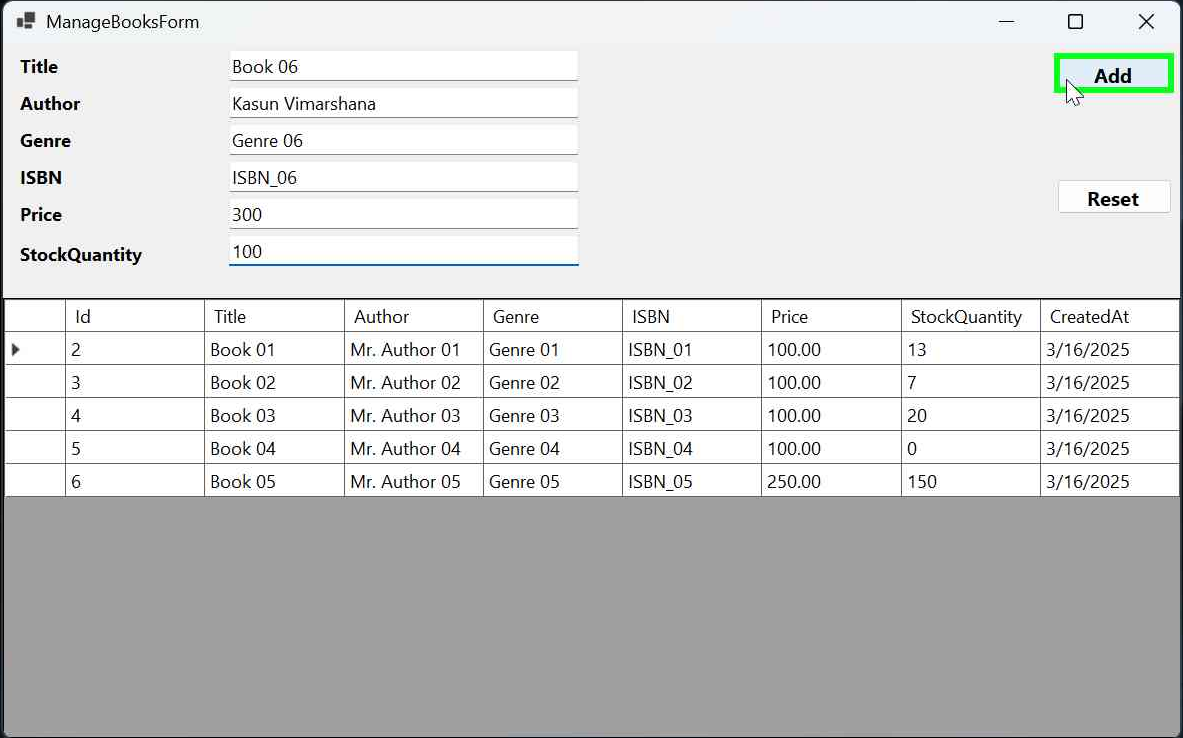 ManageBooksForm
Title Book 06 Add
Author Kasun Vimarshana
Genre Genre 06
ISBN ISBN_06 Reset
Price 300
StockQuantity 100
Id Title Author Genre ISBN Price StockQuantity CreatedAt
2 Book 01 Mr. Author 01 Genre 01 ISBN_01 100.00 13 3/16/2025
3 Book 02 Mr. Author 02 Genre 02 ISBN_02 100.00 7 3/16/2025
4 Book 03 Mr. Author 03 Genre 03 ISBN_03 100.00 20 3/16/2025
5 Book 04 Mr. Author 04 Genre 04 ISBN_04 100.00 0 3/16/2025
6 Book 05 Mr. Author 05 Genre 05 ISBN_05 250.00 150 3/16/2025